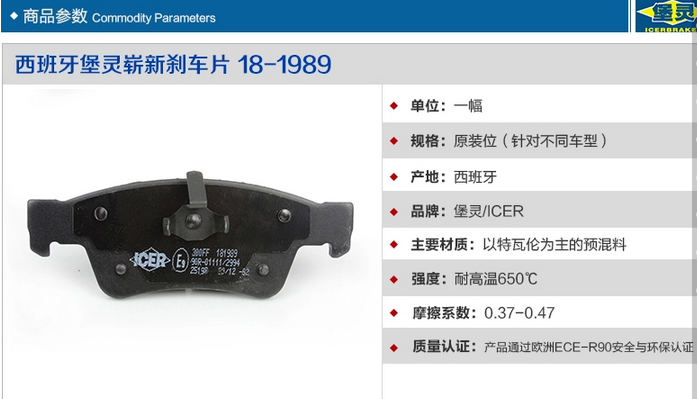 商品参数 Commodity Parameters
堡灵
ICERBRAKE
西班牙堡灵崭新刹车片 18-1989
单位：一幅
规格：原装位（针对不同车型）
产地：西班牙
品牌：堡灵/ICER
主要材质：以特瓦伦为主的预混料
强度：耐高温650℃
摩擦系数：0.37-0.47
质量认证：产品通过欧洲ECE-R90安全与环保认证
ICER
380FF 181989
90R-01111/2994